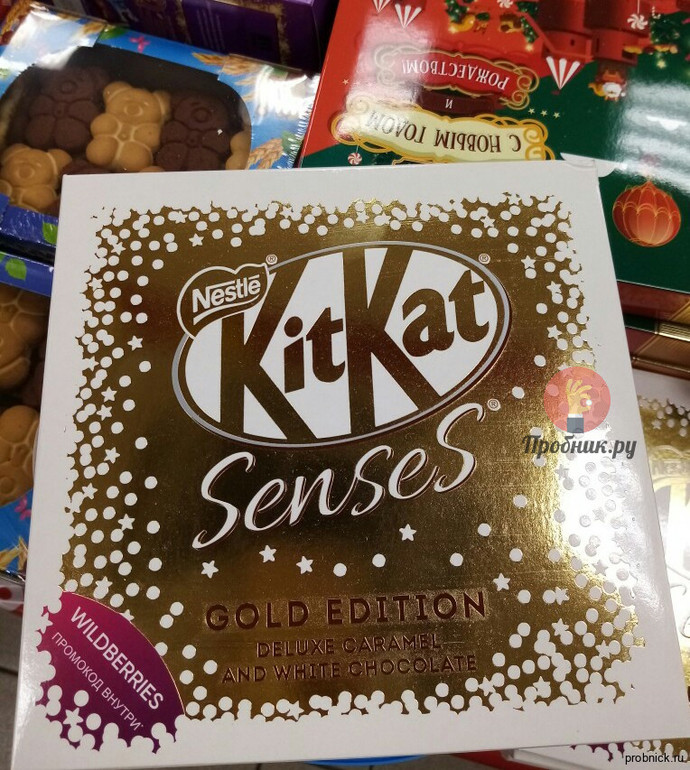 РОЖДЕСТВОМ!
И
С НОВЫМ ГОДОМ
Nestlé®
KitKat®
Senses®
Пробник.ру
GOLD EDITION
DELUXE CARAMEL
AND WHITE CHOCOLATE
WILDBERRIES
ПРОМОКОД ВНУТРИ*
probnick.ru